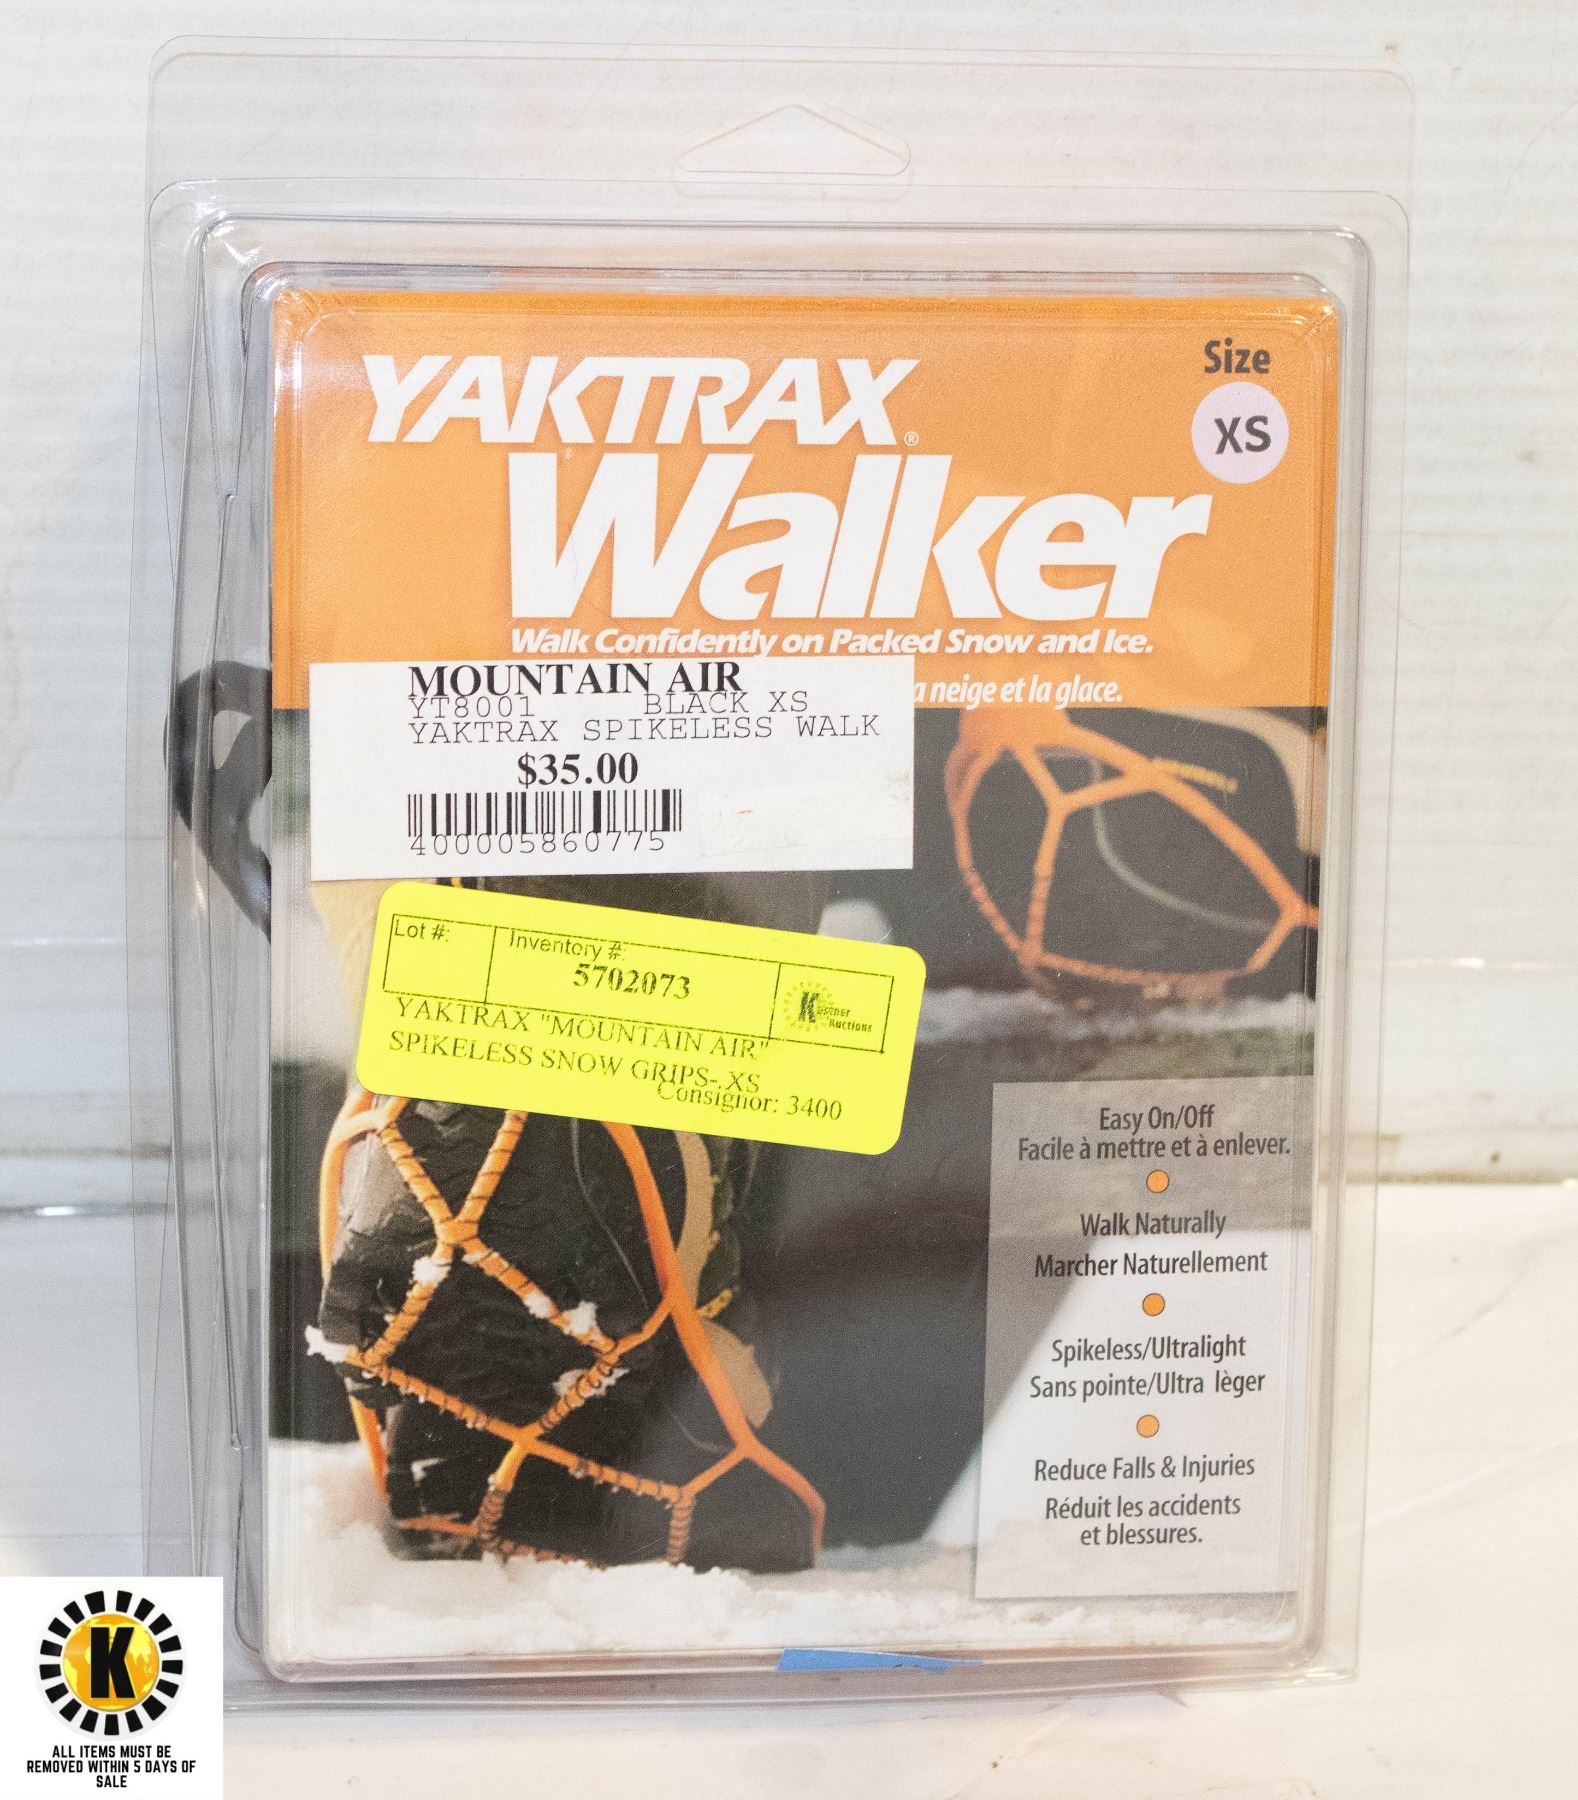 YAKTRAX®
Size
XS
Walker
Walk Confidently on Packed Snow and Ice.
a neige et la glace.
MOUNTAIN AIR
YT8001 BLACK XS
YAKTRAX SPIKELESS WALK
$35.00
400005860775
Lot #:
Inventory #:
5702073
Auctions
YAKTRAX "MOUNTAIN AIR"
SPIKELESS SNOW GRIPS- XS
Consignor: 3400
Easy On/Off
Facile à mettre et à enlever.
Walk Naturally
Marcher Naturellement
Spikeless/Ultralight
Sans pointe/Ultra lèger
Reduce Falls & Injuries
Réduit les accidents
et blessures.
K
ALL ITEMS MUST BE
REMOVED WITHIN 5 DAYS OF
SALE